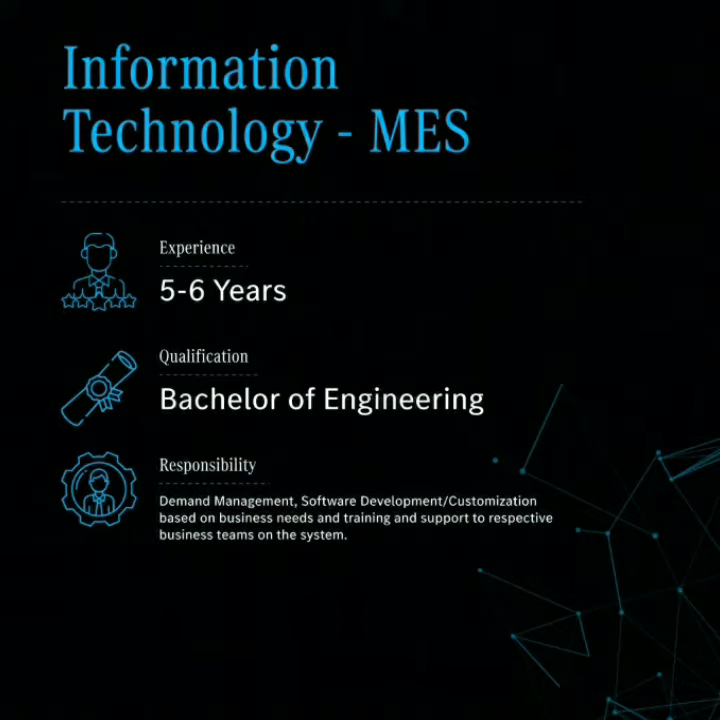 Information
Technology - MES
Experience
5-6 Years
Qualification
Bachelor of Engineering
Responsibility
Demand Management, Software Development/Customization
based on business needs and training and support to respective
business teams on the system.